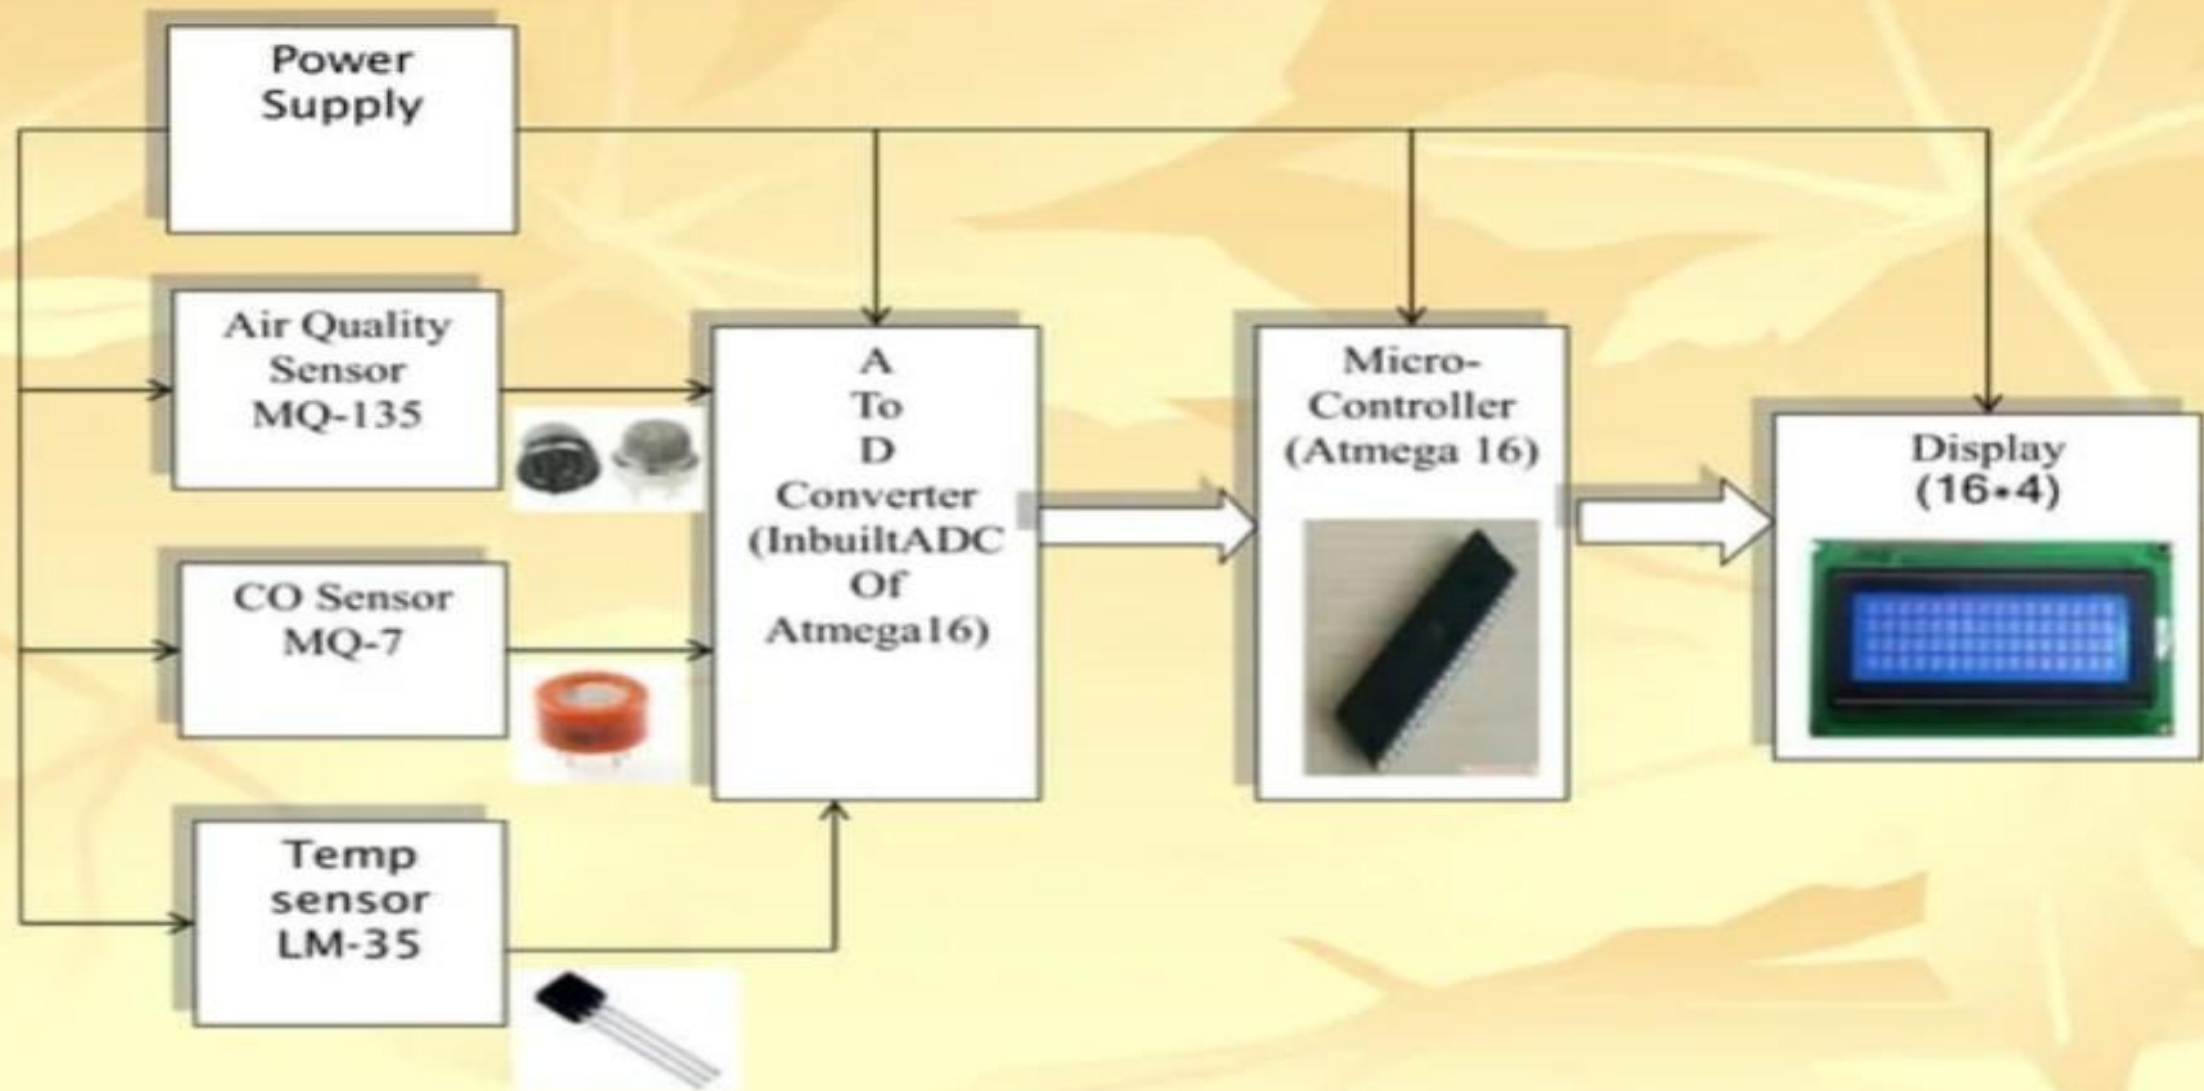 Power
Supply
Air Quality
Sensor
MQ-135
CO Sensor
MQ-7
Temp
sensor
LM-35
A
To
D
Converter
(InbuiltADC
Of
Atmega16)
Micro-
Controller
(Atmega 16)
Display
(16*4)